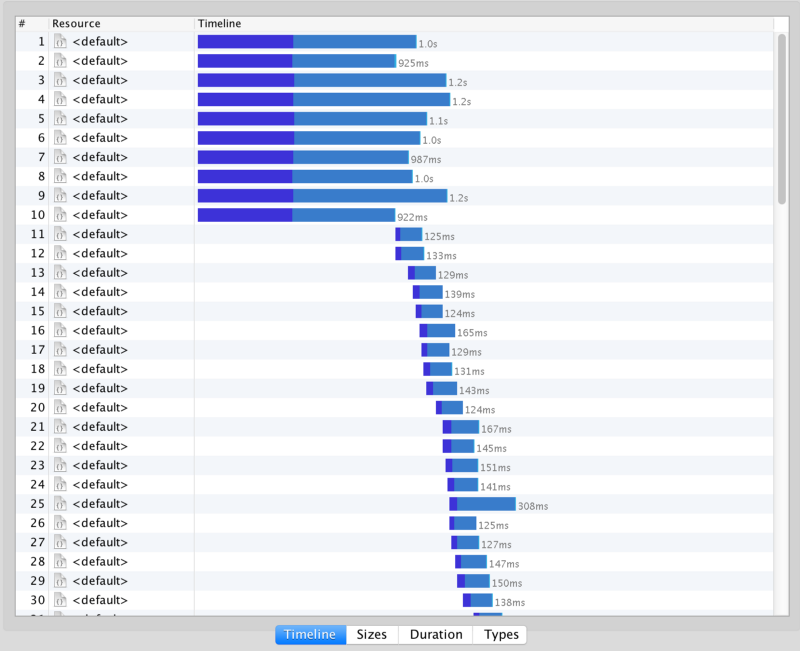 # Resource Timeline
1 <default> 1.0s
2 <default> 925ms
3 <default> 1.2s
4 <default> 1.2s
5 <default> 1.1s
6 <default> 1.0s
7 <default> 987ms
8 <default> 1.0s
9 <default> 1.2s
10 <default> 922ms
11 <default> 125ms
12 <default> 133ms
13 <default> 129ms
14 <default> 139ms
15 <default> 124ms
16 <default> 165ms
17 <default> 129ms
18 <default> 131ms
19 <default> 143ms
20 <default> 124ms
21 <default> 167ms
22 <default> 145ms
23 <default> 151ms
24 <default> 141ms
25 <default> 308ms
26 <default> 125ms
27 <default> 127ms
28 <default> 147ms
29 <default> 150ms
30 <default> 138ms
Timeline Sizes Duration Types